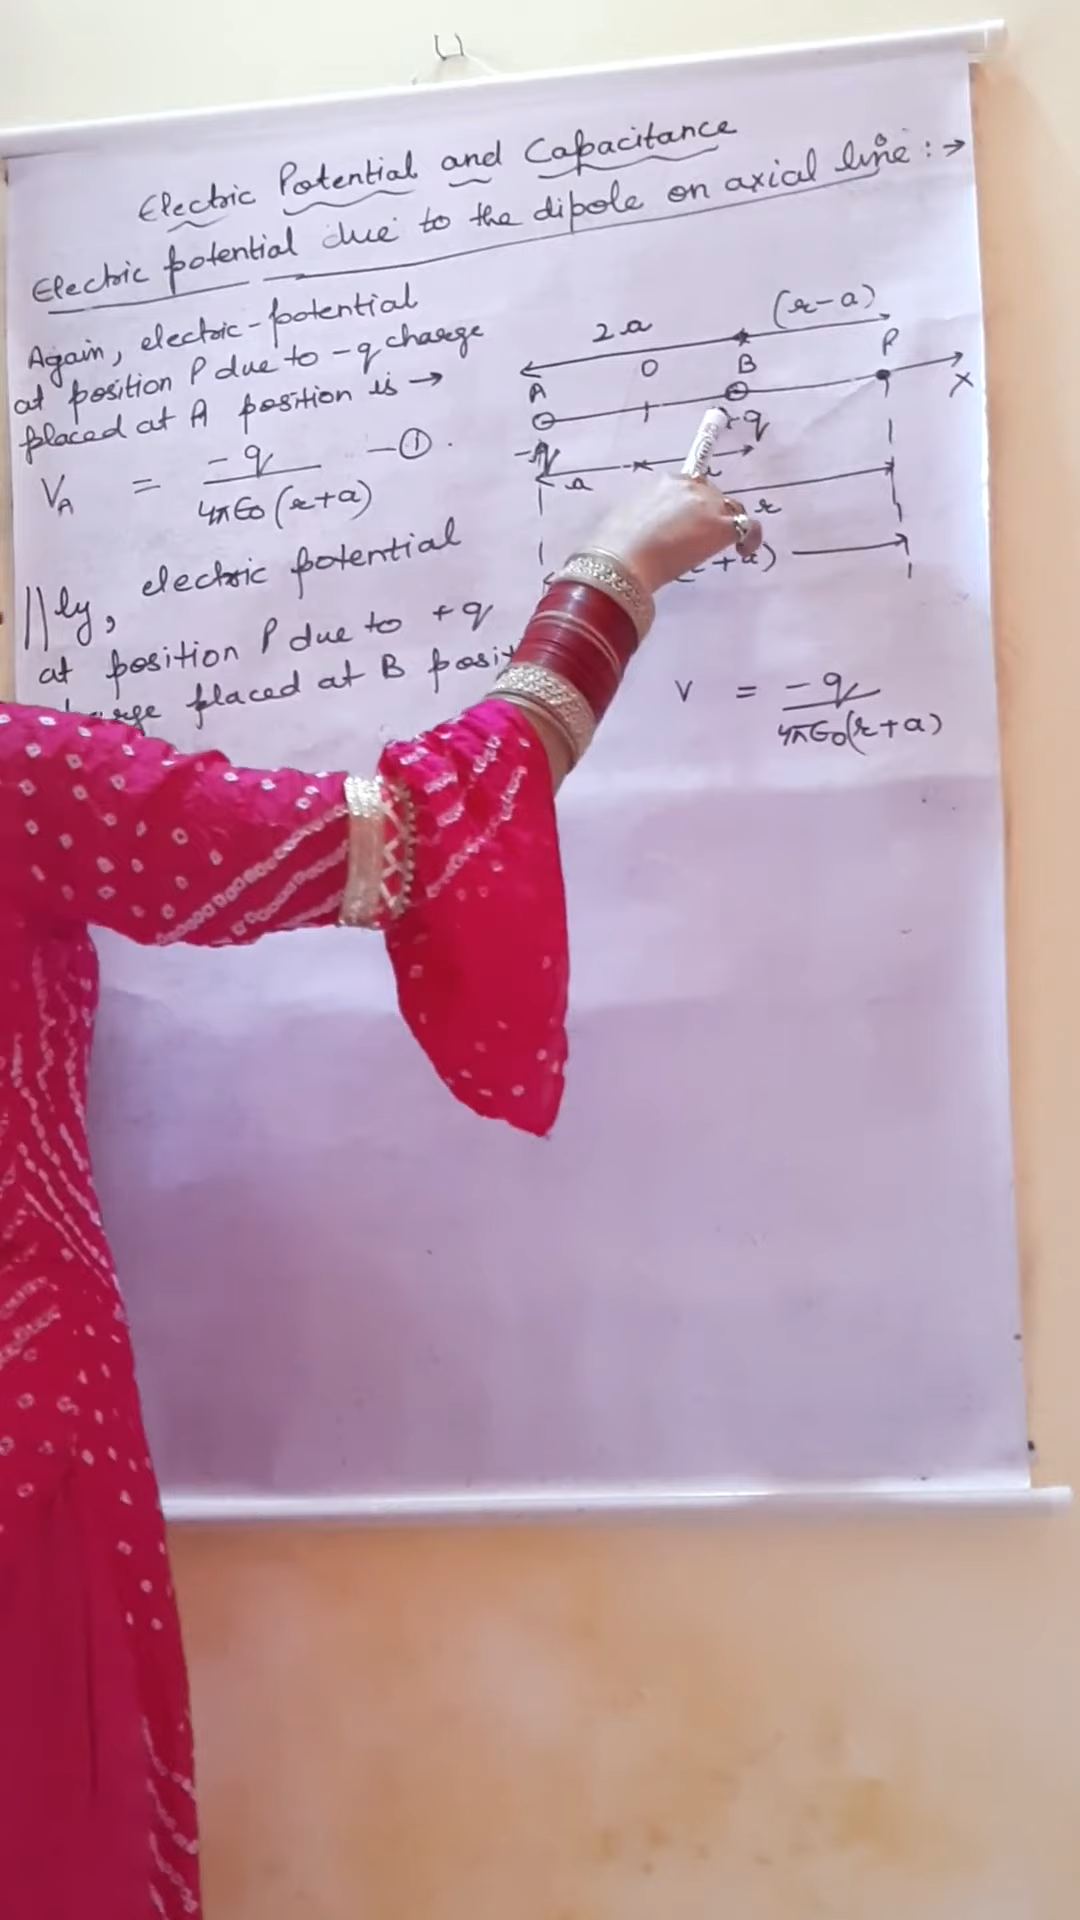 Electric Potential and Capacitance
Electric potential due to the dipole on axial line :→
Again, electric-potential
at position P due to -q charge
placed at A position is →
V_A = -q / 4πε₀(r+a) —①.
||ly, electric potential
at position P due to +q
placed at B
2a
(r-a)
A
O
B
P
X
-q
-q
a
r
+a)
V = -q / 4πε₀(r+a)